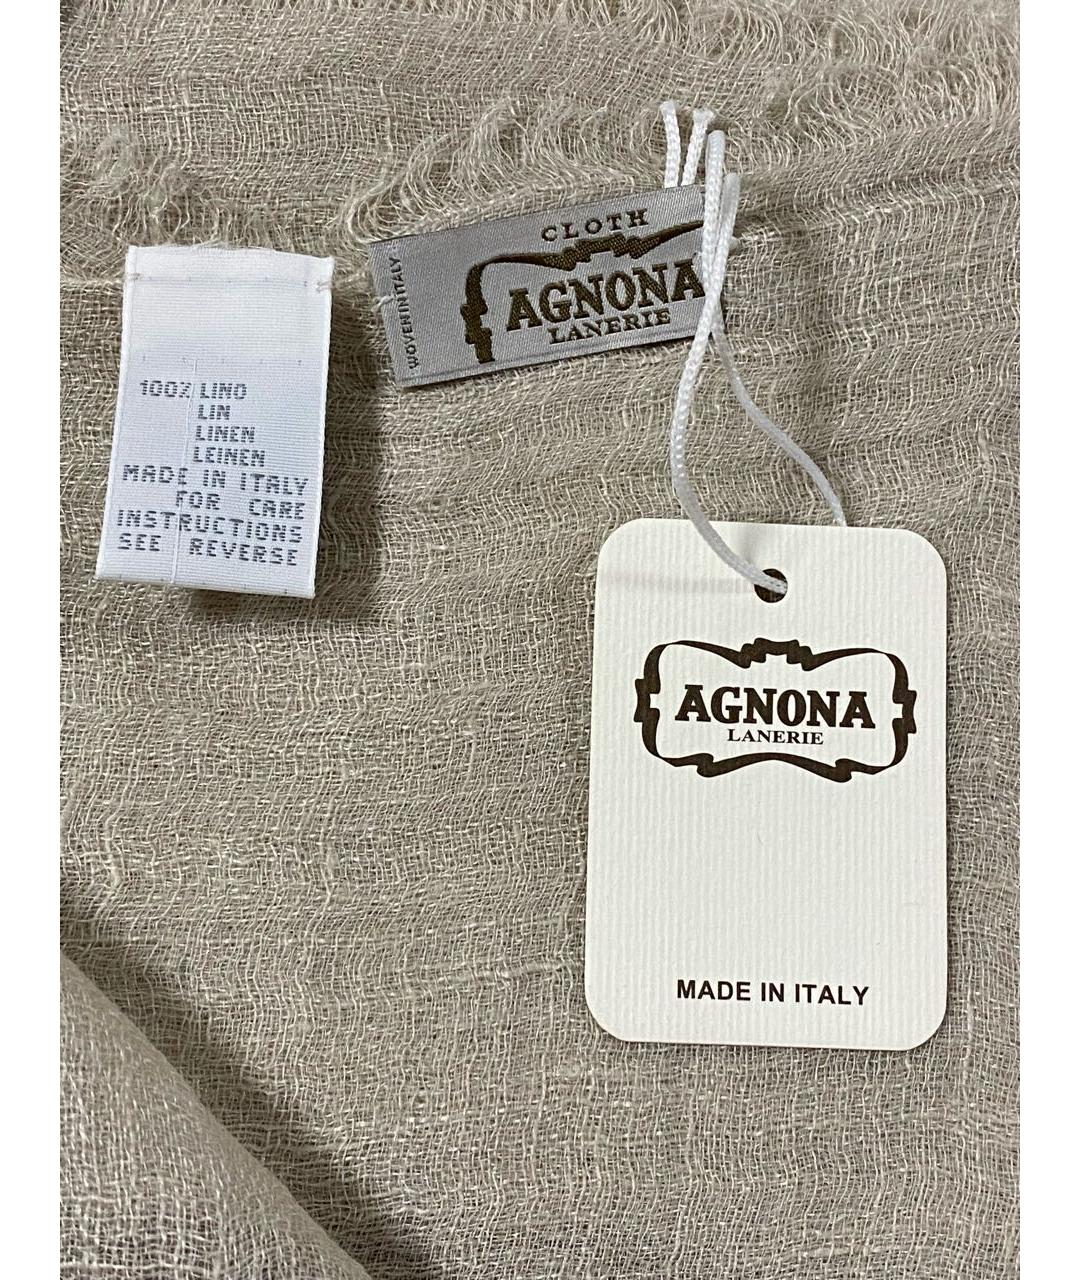 CLOTH
AGNONA
LANERIE
WOVEN IN ITALY
100% LINO
LIN
LINEN
LEINEN
MADE IN ITALY
FOR CARE
INSTRUCTIONS
SEE REVERSE
AGNONA
LANERIE
MADE IN ITALY